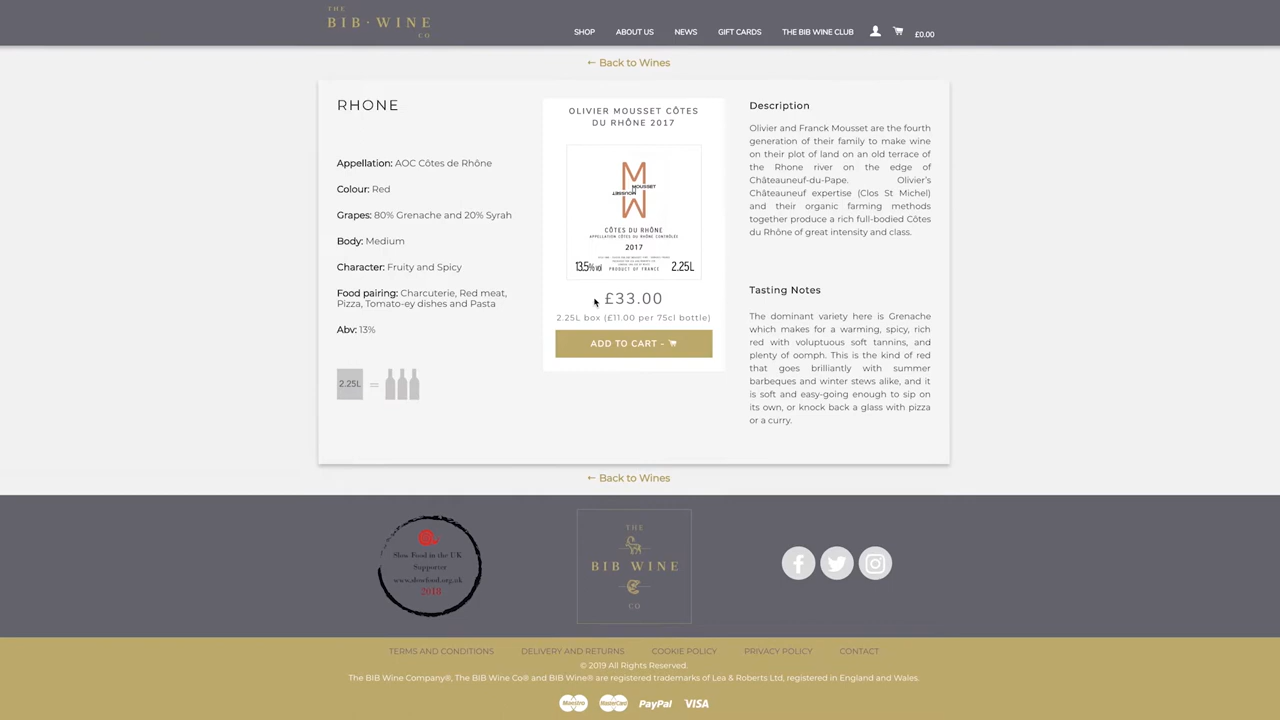 THE
BIB · WINE
CO
SHOP
ABOUT US
NEWS
GIFT CARDS
THE BIB WINE CLUB
£0.00
← Back to Wines
RHONE
Appellation: AOC Côtes de Rhône
Colour: Red
Grapes: 80% Grenache and 20% Syrah
Body: Medium
Character: Fruity and Spicy
Food pairing: Charcuterie, Red meat,
Pizza, Tomato-ey dishes and Pasta
Abv: 13%
2.25L =
OLIVIER MOUSSET CÔTES
DU RHÔNE 2017
M
MOUSSET
MOUSSET
M
CÔTES DU RHÔNE
APPELLATION CÔTES DU RHÔNE CONTRÔLÉE
2017
13.5% vol
PRODUCT OF FRANCE
2.25L
£33.00
2.25L box (£11.00 per 75cl bottle)
ADD TO CART -
Description
Olivier and Franck Mousset are the fourth
generation of their family to make wine
on their plot of land on an old terrace of
the Rhone river on the edge of
Châteauneuf-du-Pape. Olivier's
Châteauneuf expertise (Clos St Michel)
and their organic farming methods
together produce a rich full-bodied Côtes
du Rhône of great intensity and class.
Tasting Notes
The dominant variety here is Grenache
which makes for a warming, spicy, rich
red with voluptuous soft tannins, and
plenty of oomph. This is the kind of red
that goes brilliantly with summer
barbeques and winter stews alike, and it
is soft and easy-going enough to sip on
its own, or knock back a glass with pizza
or a curry.
← Back to Wines
Slow Food in the UK
Supporter
www.slowfood.org.uk
2018
THE
BIB WINE
CO
TERMS AND CONDITIONS
DELIVERY AND RETURNS
COOKIE POLICY
PRIVACY POLICY
CONTACT
© 2019 All Rights Reserved.
The BIB Wine Company®, The BIB Wine Co® and BIB Wine® are registered trademarks of Lea & Roberts Ltd, registered in England and Wales.
Maestro
MasterCard
PayPal
VISA